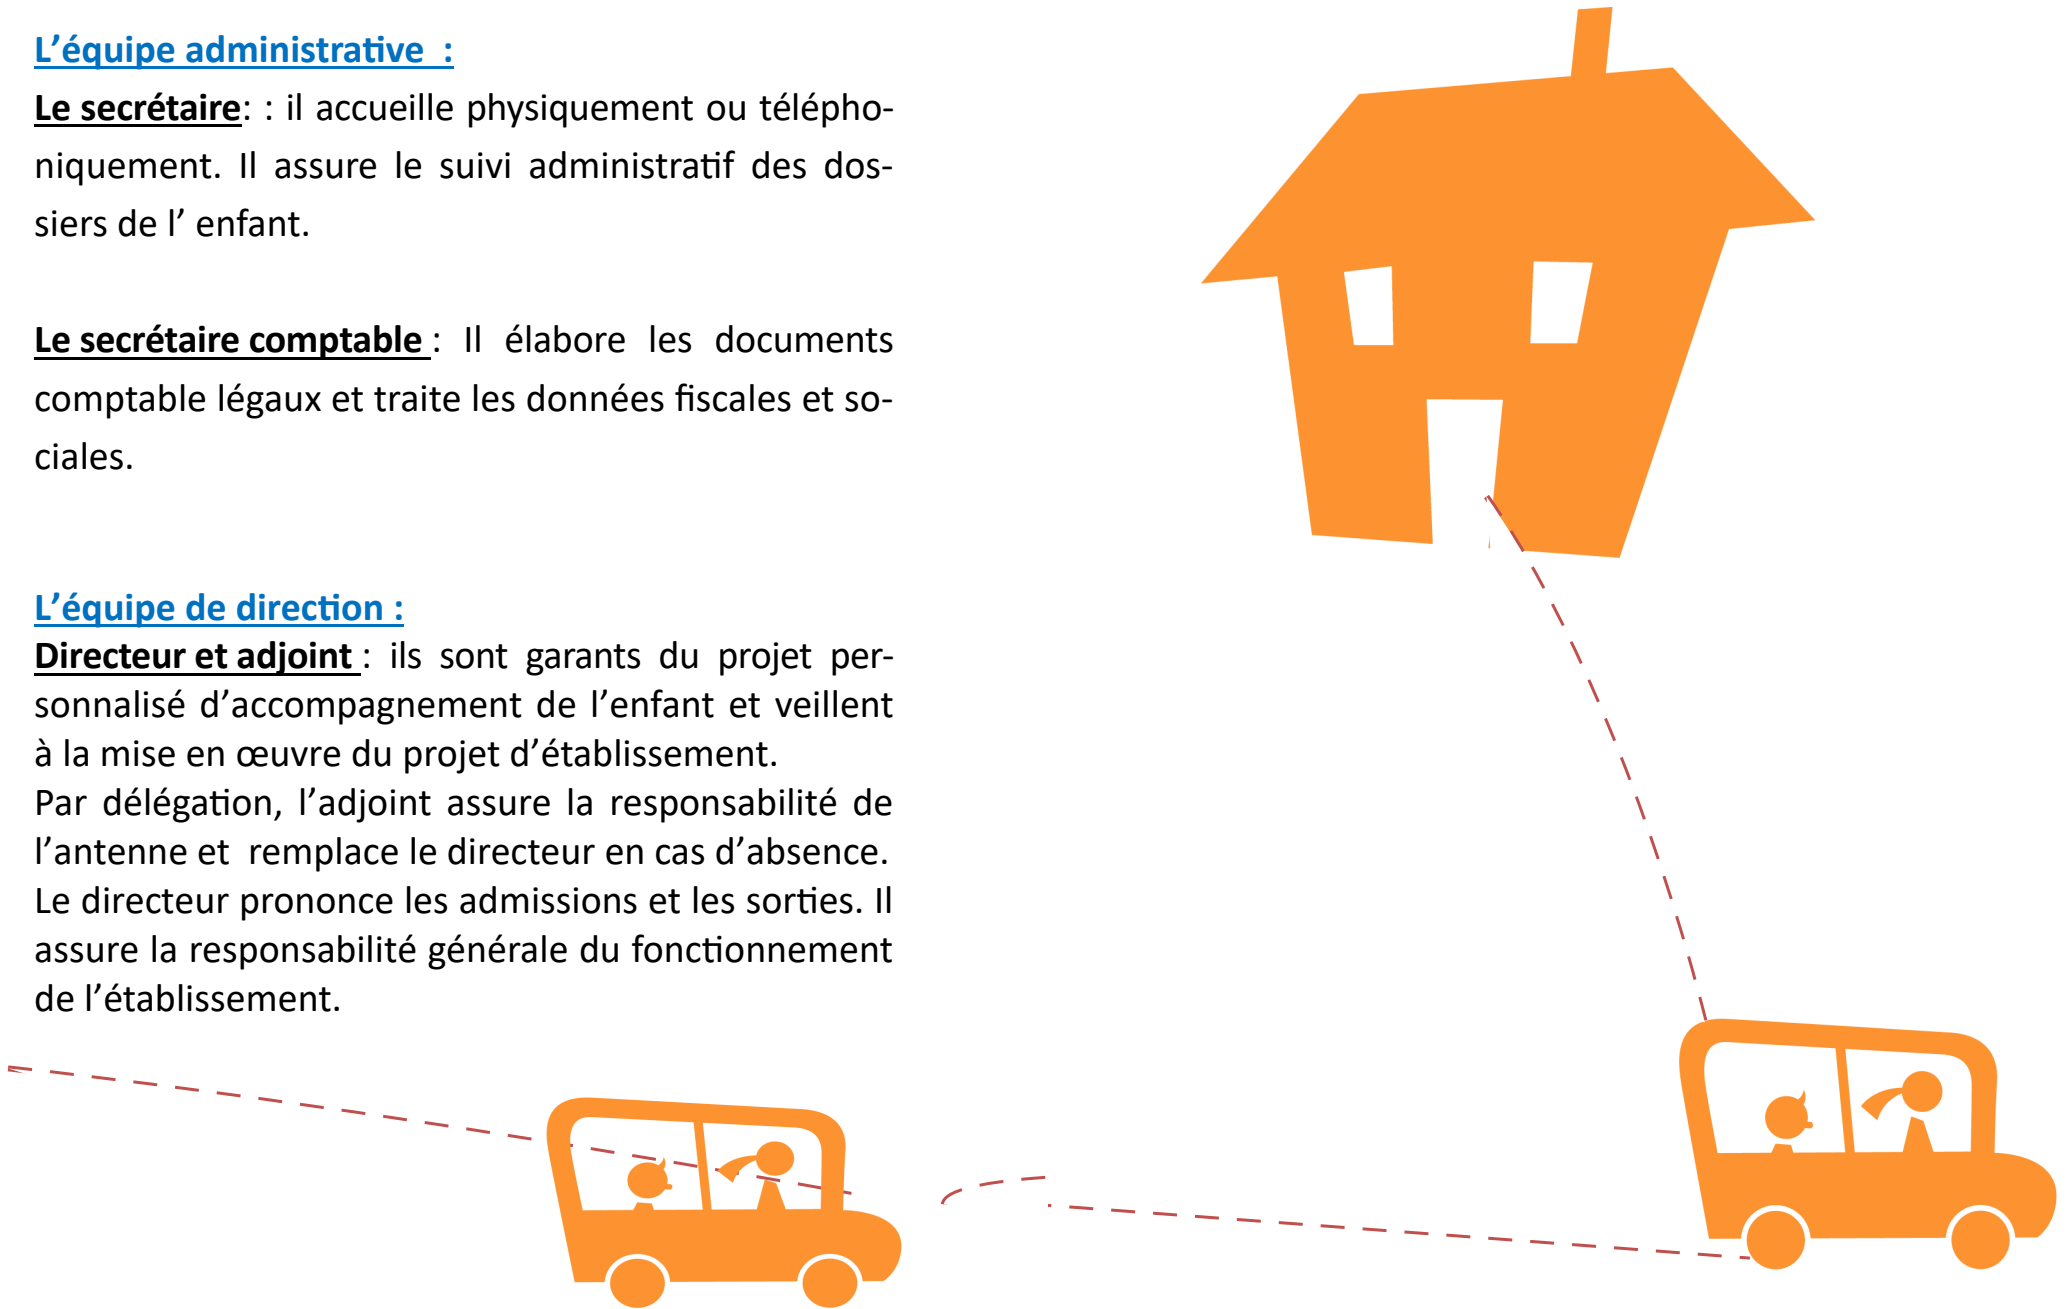 L’équipe administrative  :
Le secrétaire: : il accueille physiquement ou télépho-
niquement. Il assure le suivi administratif des dos-
siers de l’ enfant.
Le secrétaire comptable : Il élabore les documents
comptable légaux et traite les données fiscales et so-
ciales.
L’équipe de direction :
Directeur et adjoint : ils sont garants du projet per-
sonnalisé d’accompagnement de l’enfant et veillent
à la mise en œuvre du projet d’établissement.
Par délégation, l’adjoint assure la responsabilité de
l’antenne et  remplace le directeur en cas d’absence.
Le directeur prononce les admissions et les sorties. Il
assure la responsabilité générale du fonctionnement
de l’établissement.